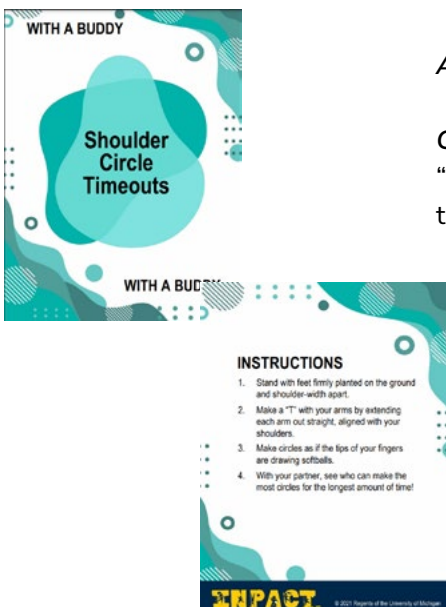 WITH A BUDDY
Shoulder
Circle
Timeouts
WITH A BUDDY
INSTRUCTIONS
1. Stand with feet firmly planted on the ground
and shoulder-width apart.
2. Make a "T" with your arms by extending
each arm out straight, aligned with your
shoulders.
3. Make circles as if the tips of your fingers
are drawing softballs.
4. With your partner, see who can make the
most circles for the longest amount of time!
INPACT
© 2021 Regents of the University of Michigan